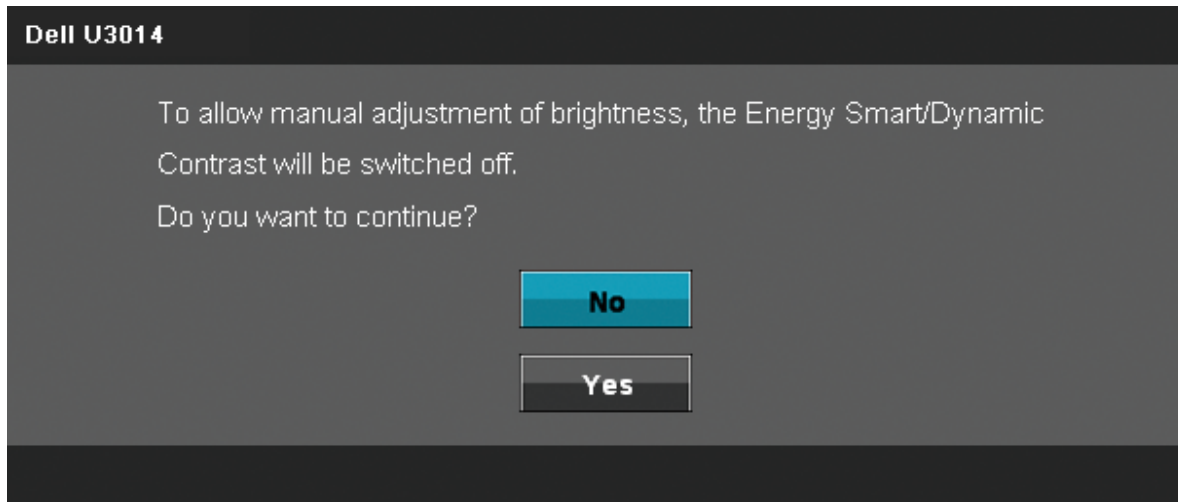 Dell U3014
To allow manual adjustment of brightness, the Energy Smart/Dynamic
Contrast will be switched off.
Do you want to continue?
No
Yes